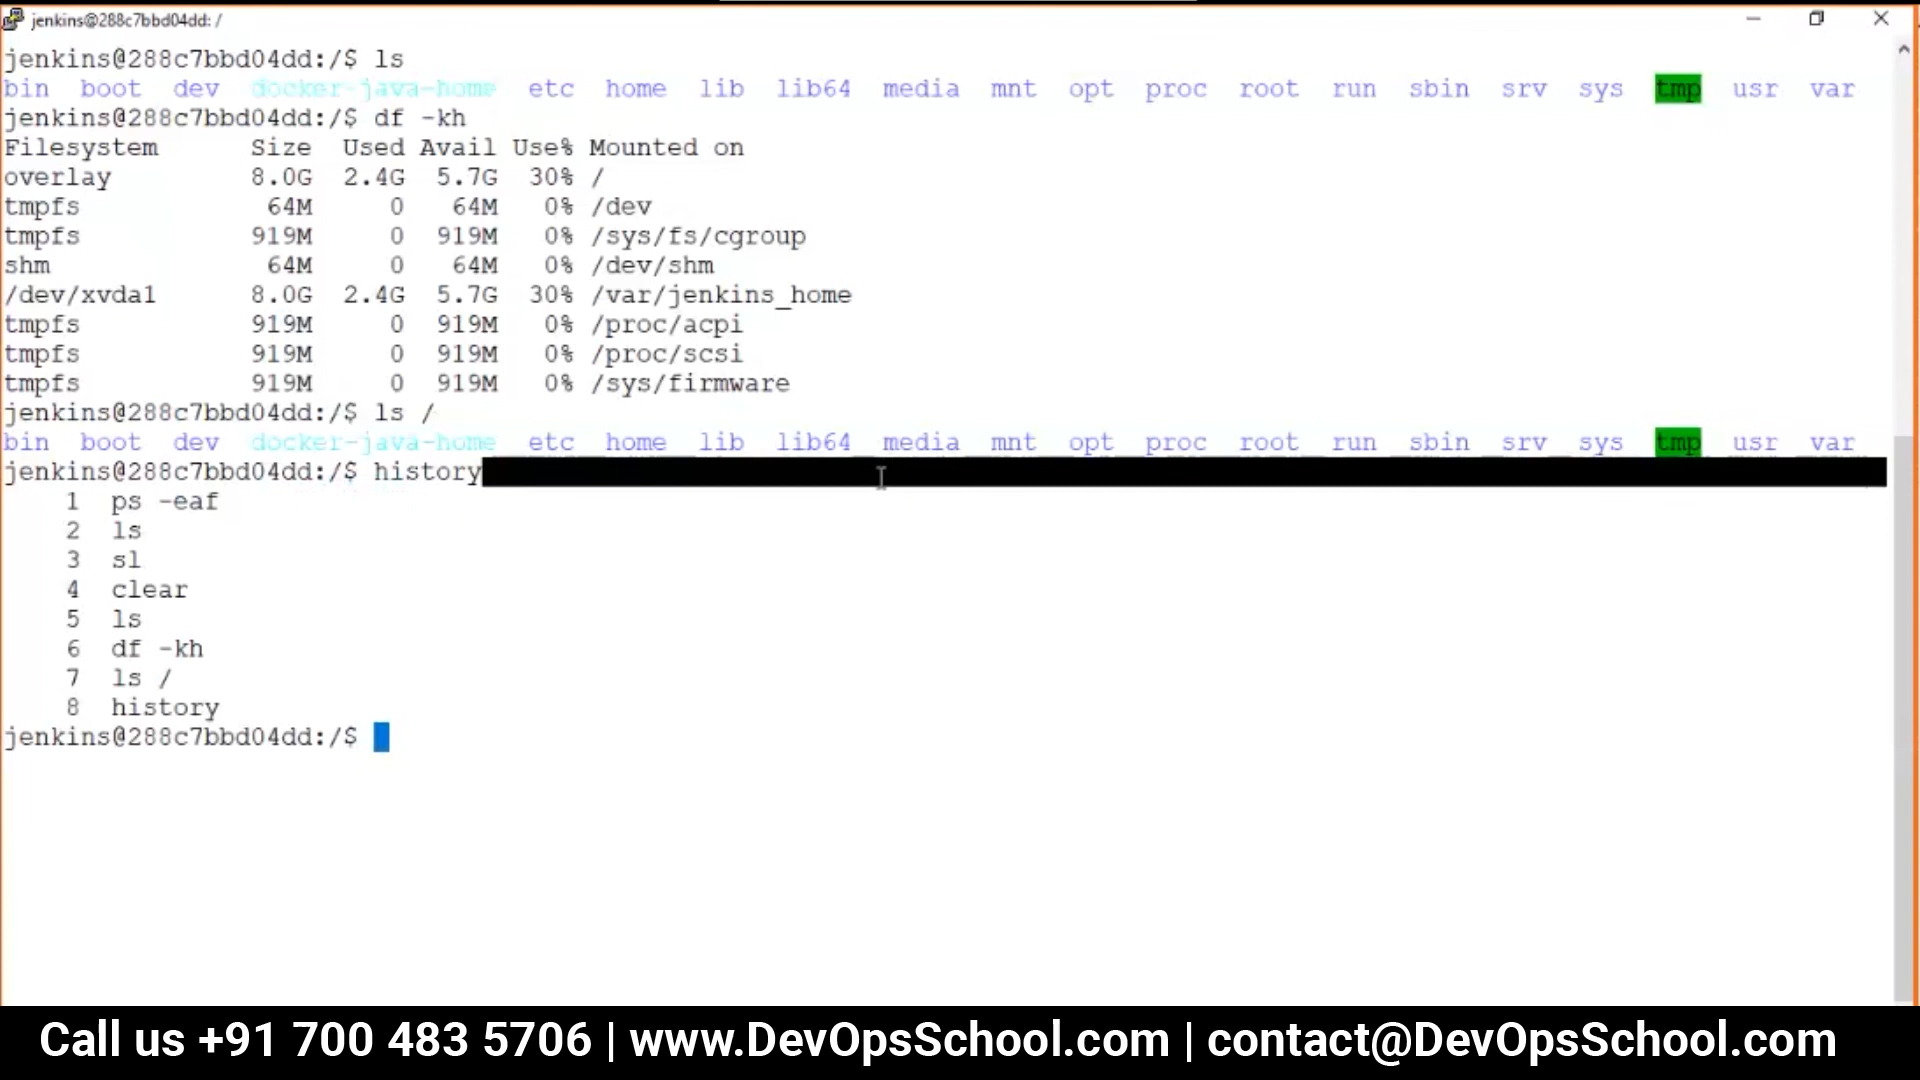 jenkins@288c7bbd04dd: /
jenkins@288c7bbd04dd:/$ ls
bin  boot  dev  docker-java-home  etc  home  lib  lib64  media  mnt  opt  proc  root  run  sbin  srv  sys  tmp  usr  var
jenkins@288c7bbd04dd:/$ df -kh
Filesystem      Size  Used Avail Use% Mounted on
overlay         8.0G  2.4G  5.7G  30% /
tmpfs            64M     0   64M   0% /dev
tmpfs           919M     0  919M   0% /sys/fs/cgroup
shm              64M     0   64M   0% /dev/shm
/dev/xvda1      8.0G  2.4G  5.7G  30% /var/jenkins_home
tmpfs           919M     0  919M   0% /proc/acpi
tmpfs           919M     0  919M   0% /proc/scsi
tmpfs           919M     0  919M   0% /sys/firmware
jenkins@288c7bbd04dd:/$ ls /
bin  boot  dev  docker-java-home  etc  home  lib  lib64  media  mnt  opt  proc  root  run  sbin  srv  sys  tmp  usr  var
jenkins@288c7bbd04dd:/$ history
1  ps -eaf
2  ls
3  sl
4  clear
5  ls
6  df -kh
7  ls /
8  history
jenkins@288c7bbd04dd:/$
Call us +91 700 483 5706 | www.DevOpsSchool.com | contact@DevOpsSchool.com